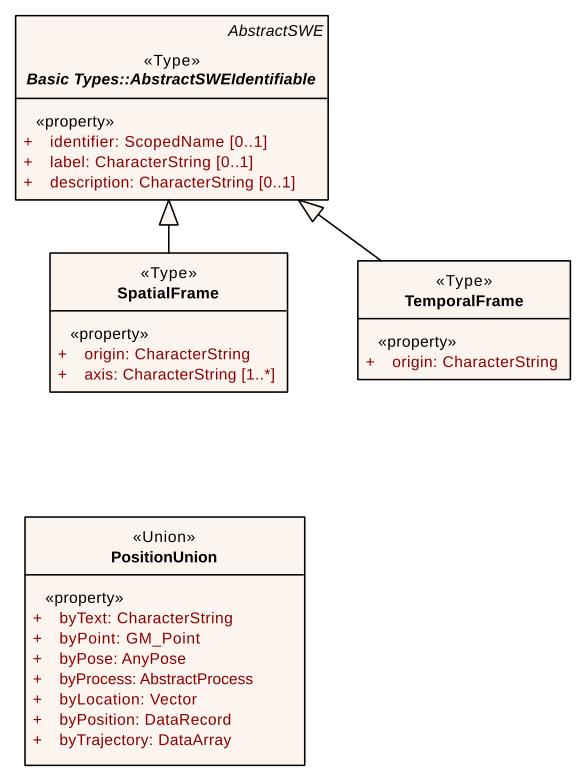 AbstractSWE
«Type»
Basic Types::AbstractSWEIdentifiable
«property»
+ identifier: ScopedName [0..1]
+ label: CharacterString [0..1]
+ description: CharacterString [0..1]
«Type»
SpatialFrame
«property»
+ origin: CharacterString
+ axis: CharacterString [1..*]
«Type»
TemporalFrame
«property»
+ origin: CharacterString
«Union»
PositionUnion
«property»
+ byText: CharacterString
+ byPoint: GM_Point
+ byPose: AnyPose
+ byProcess: AbstractProcess
+ byLocation: Vector
+ byPosition: DataRecord
+ byTrajectory: DataArray